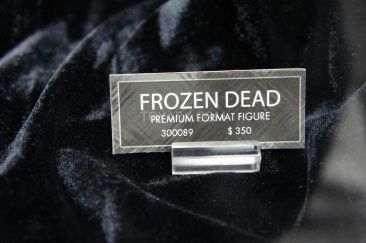 FROZEN DEAD
PREMIUM FORMAT FIGURE
300089 $350